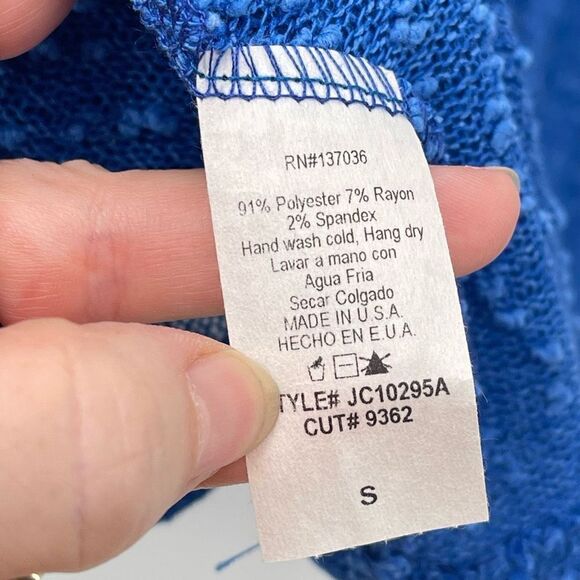 RN#137036
91% Polyester 7% Rayon
2% Spandex
Hand wash cold, Hang dry
Lavar a mano con
Agua Fria
Secar Colgado
MADE IN U.S.A.
HECHO EN E.U.A.
TYLE# JC10295A
CUT# 9362
S